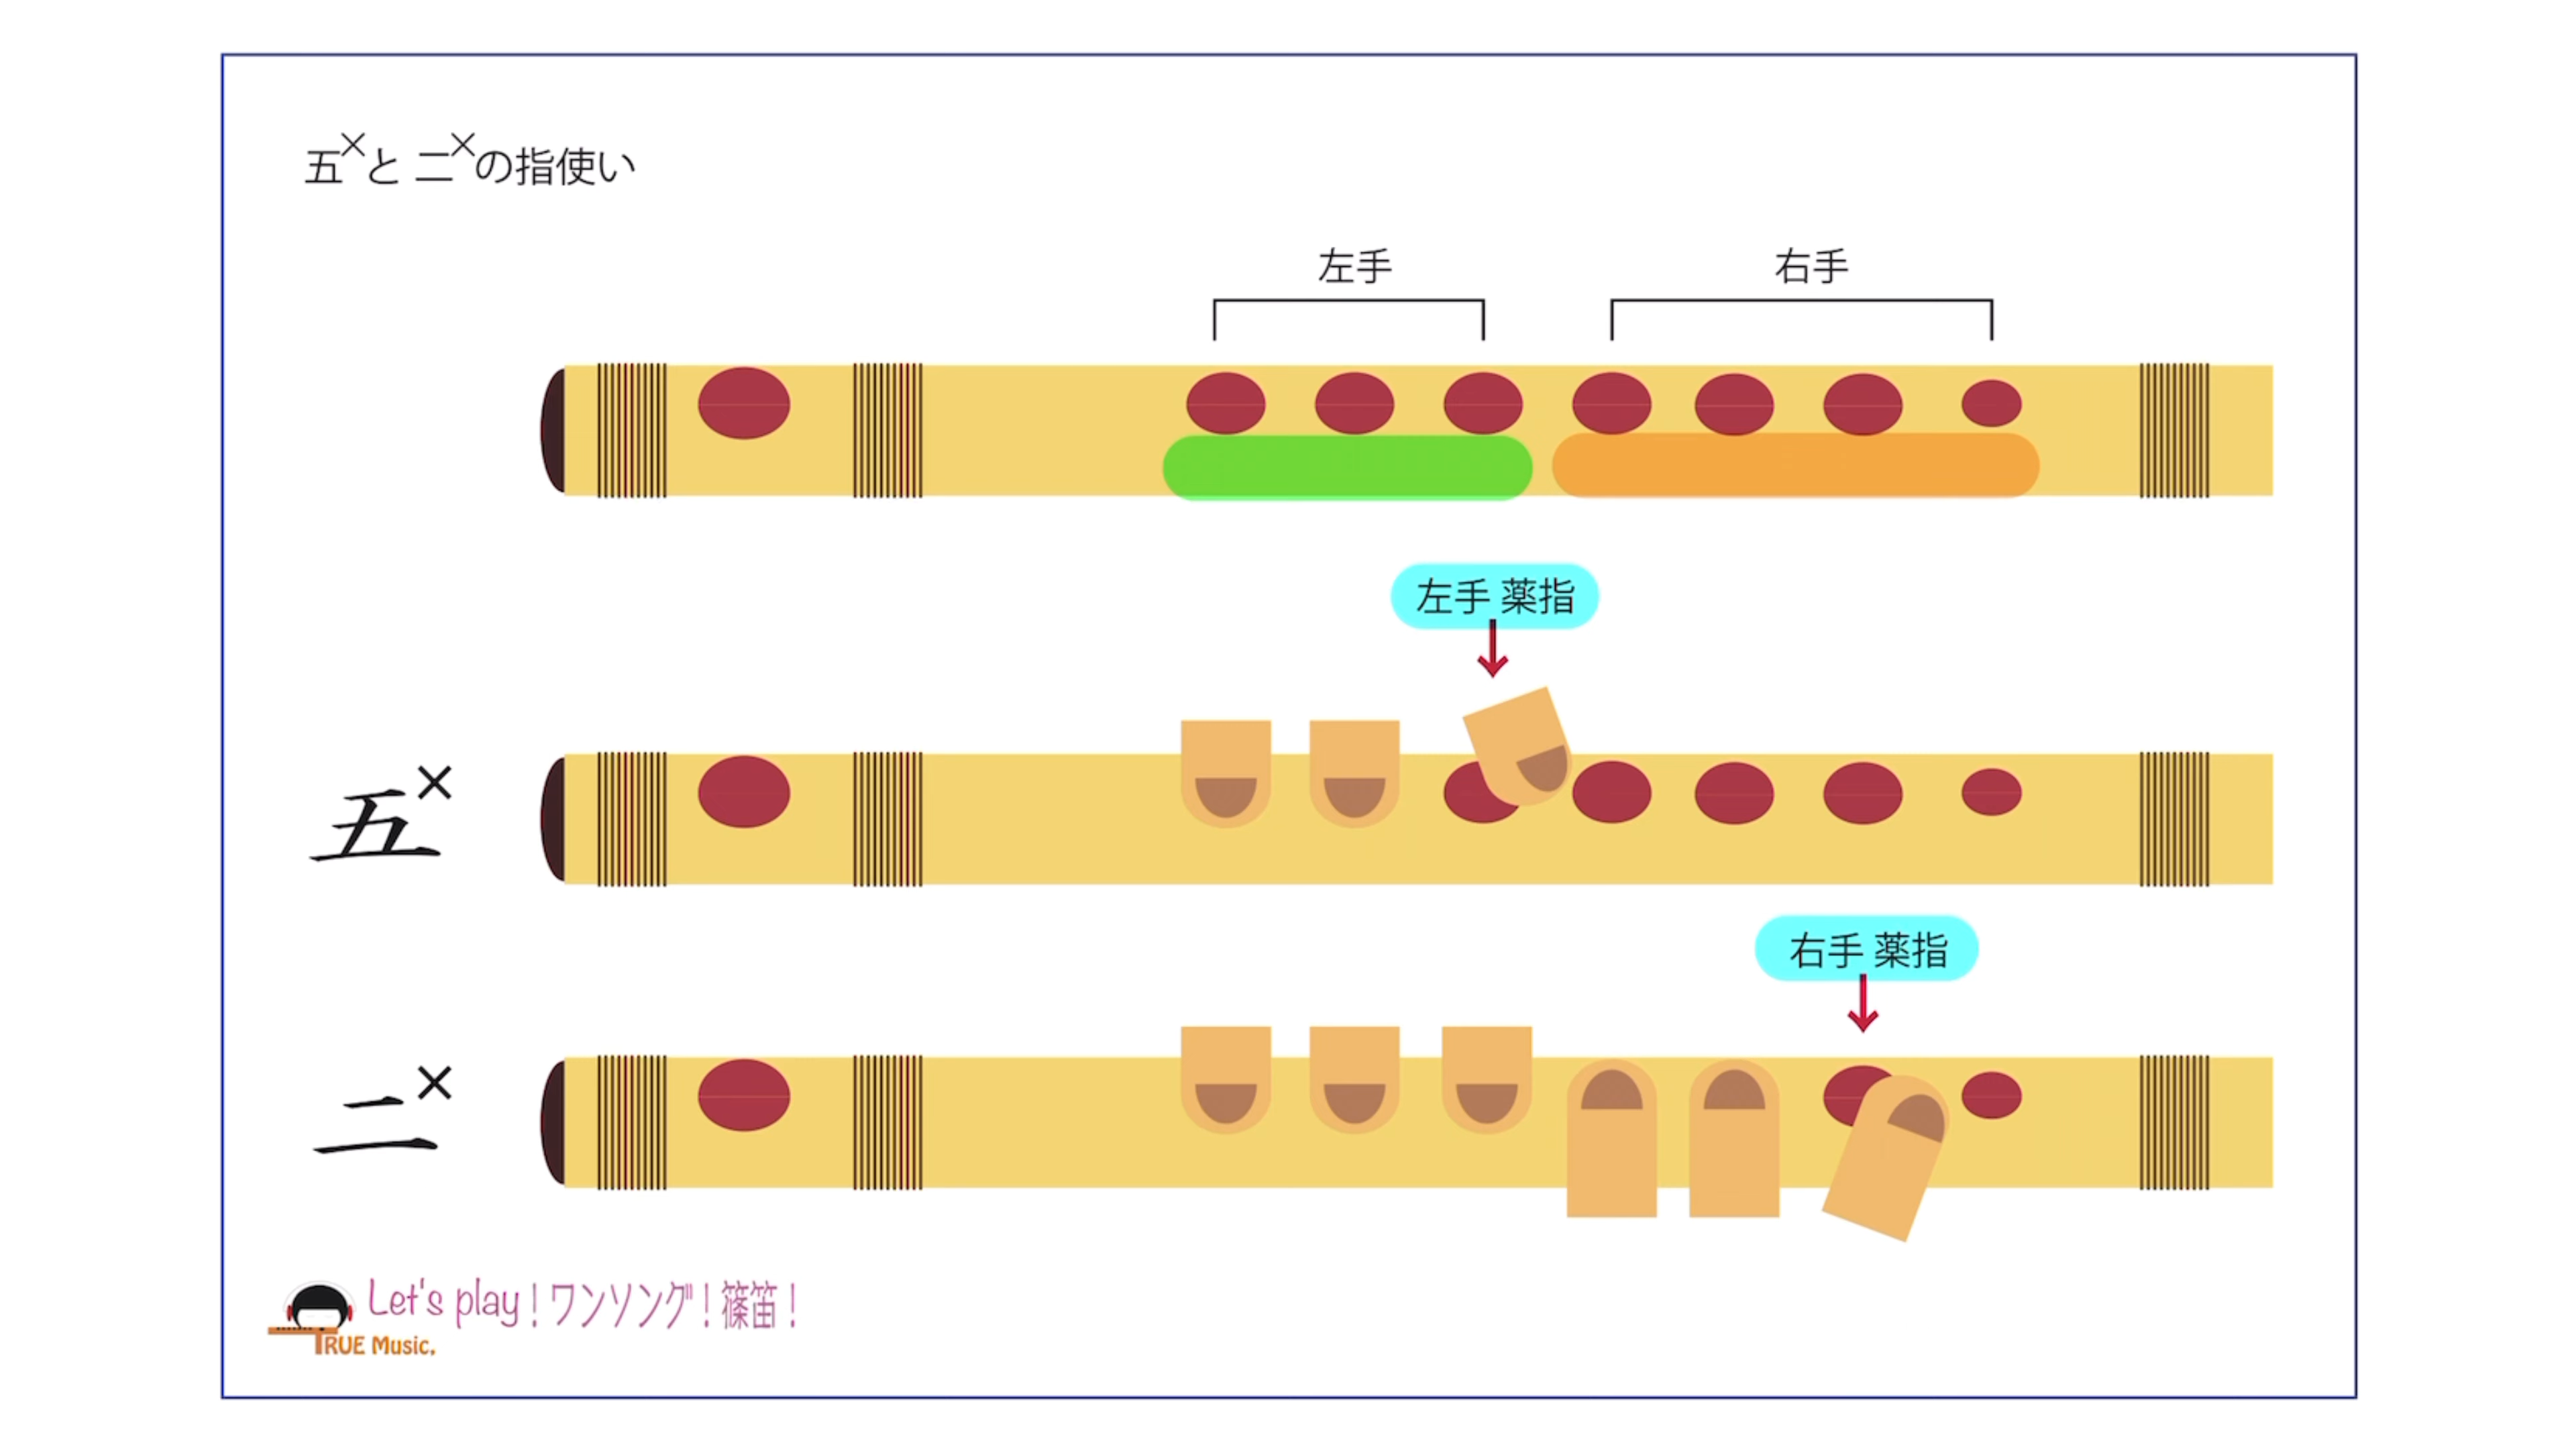 五×と 二×の指使い
左手 右手
左手 薬指
五×
右手 薬指
二×
Let's play！ワンソング！篠笛！
TRUE Music.